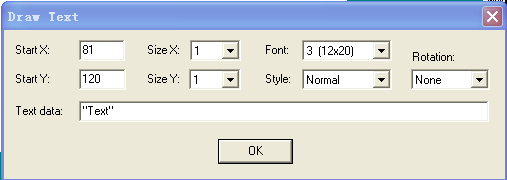 Draw Text
Start X: 81 Size X: 1 Font: 3 (12x20) Rotation:
Start Y: 120 Size Y: 1 Style: Normal None
Text data: "Text"
OK